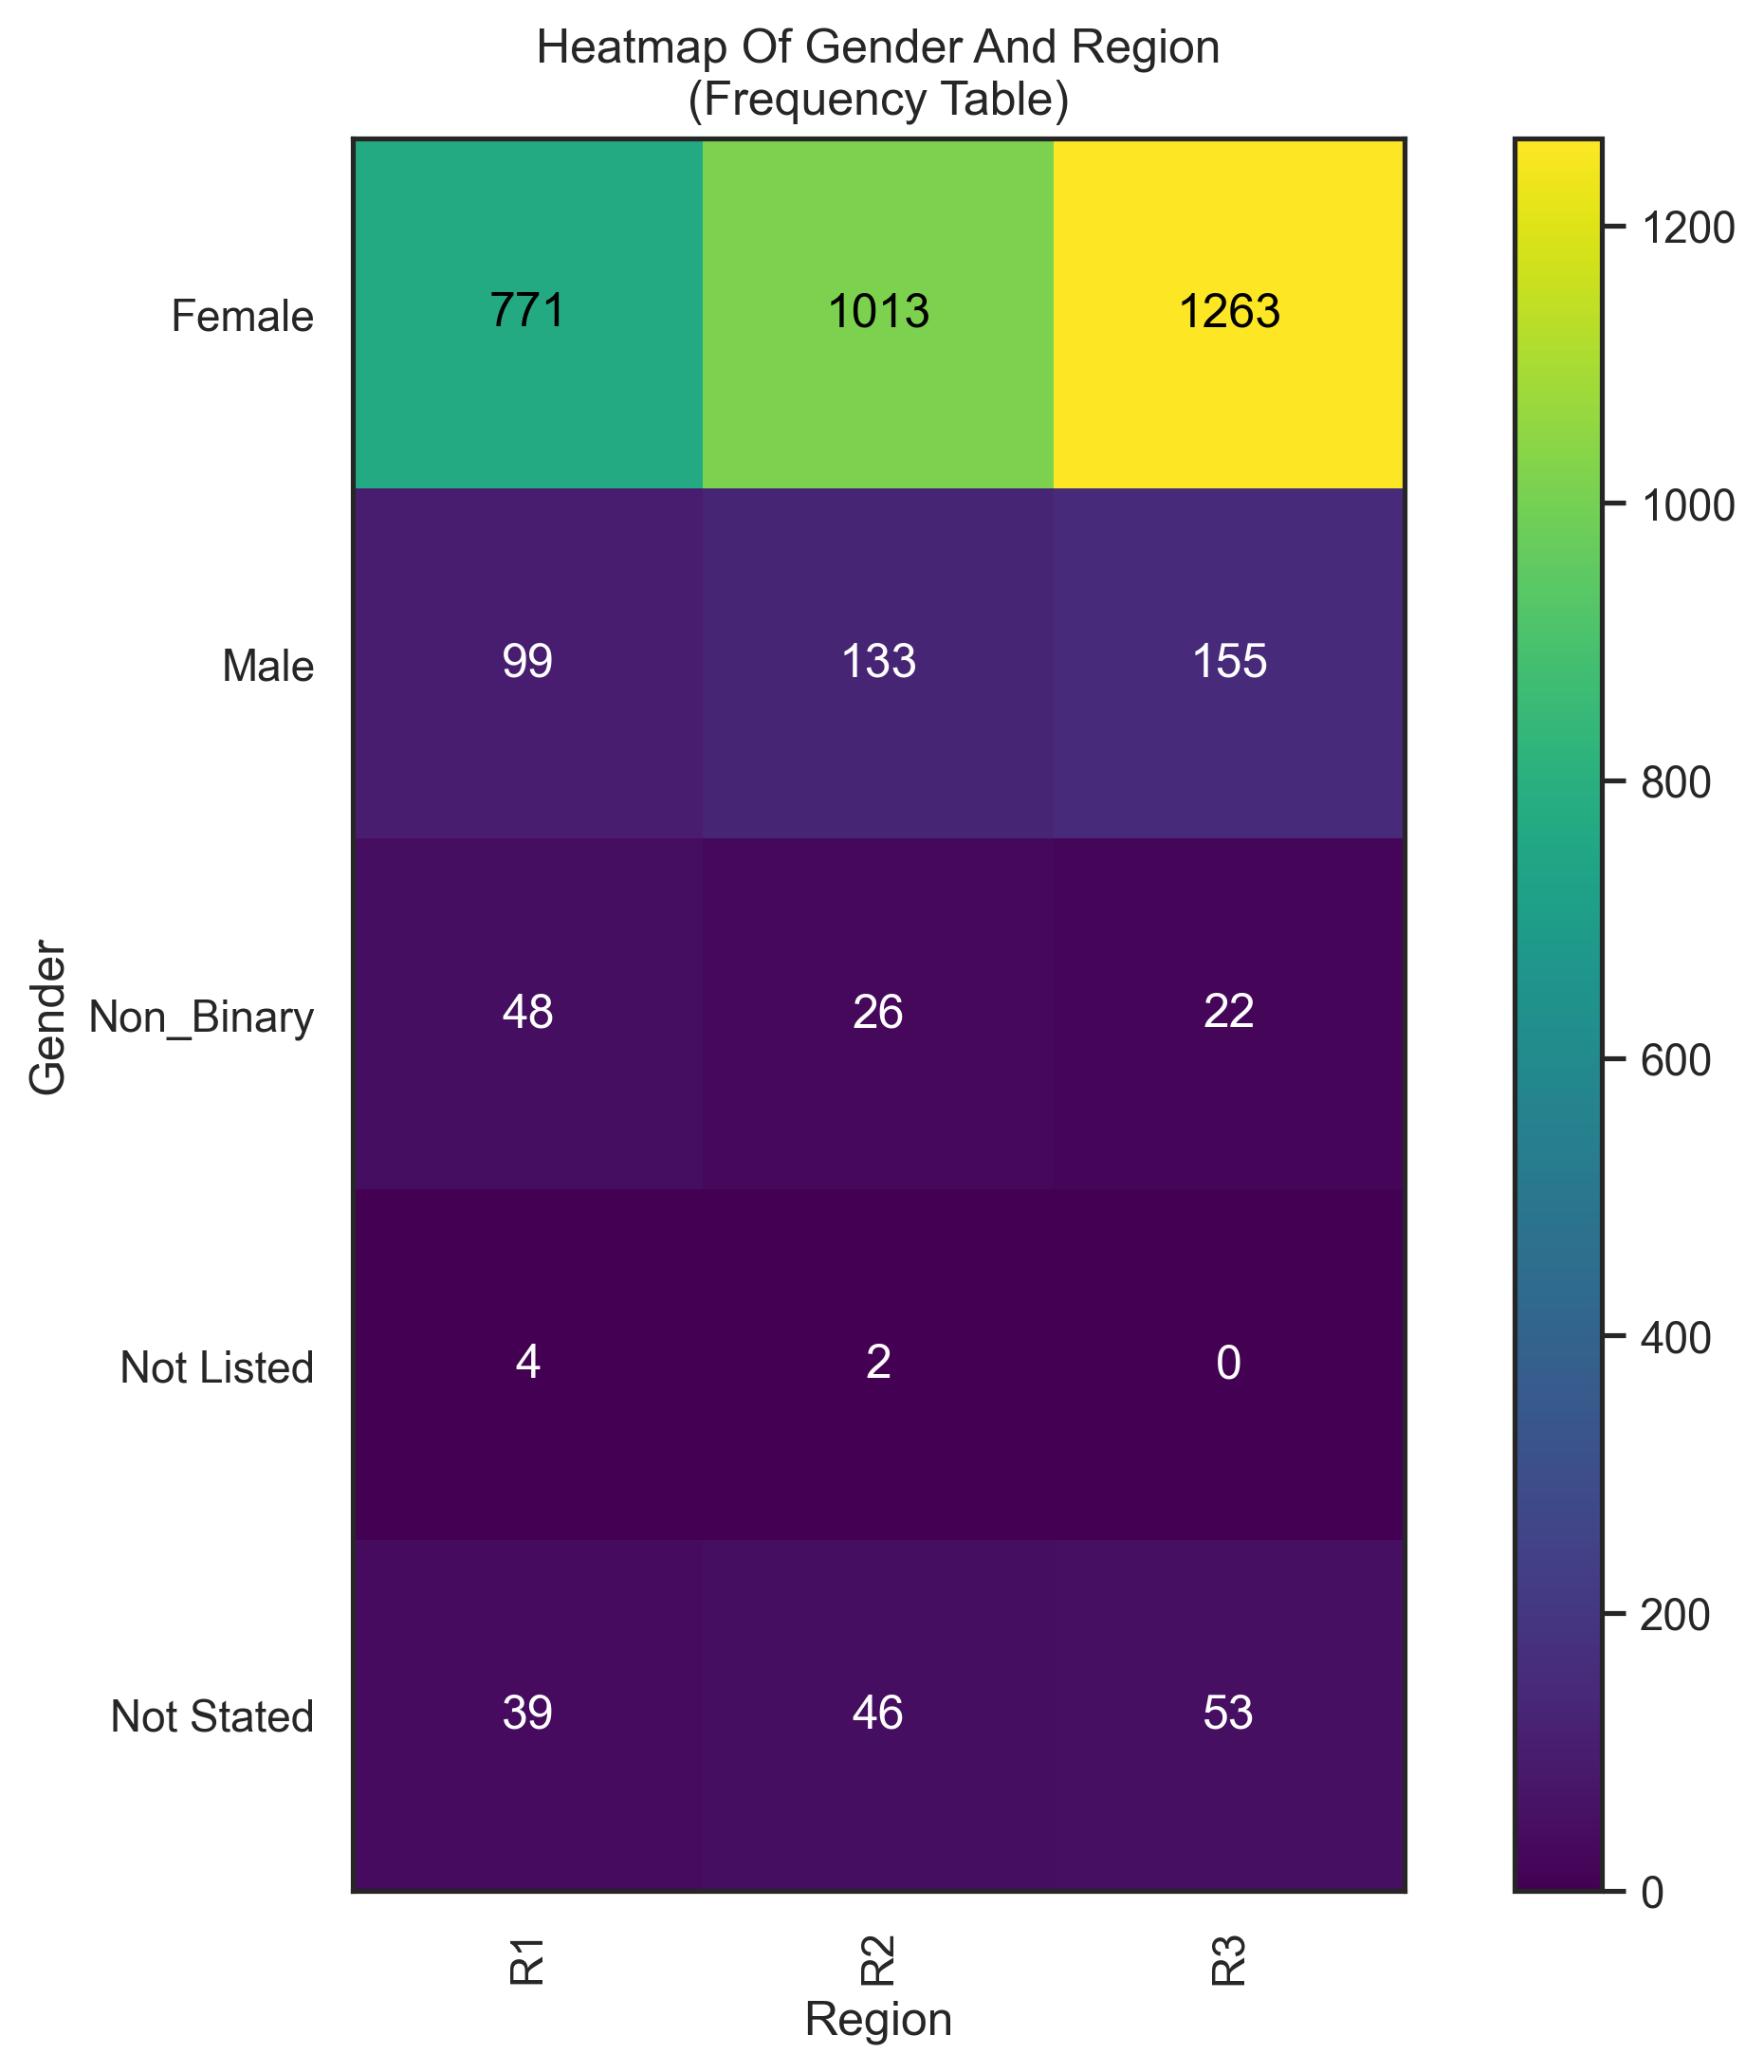 Heatmap Of Gender And Region
(Frequency Table)
Female 771 1013 1263
Male 99 133 155
Non_Binary 48 26 22
Not Listed 4 2 0
Not Stated 39 46 53
Gender
R1 R2 R3
Region
1200
1000
800
600
400
200
0